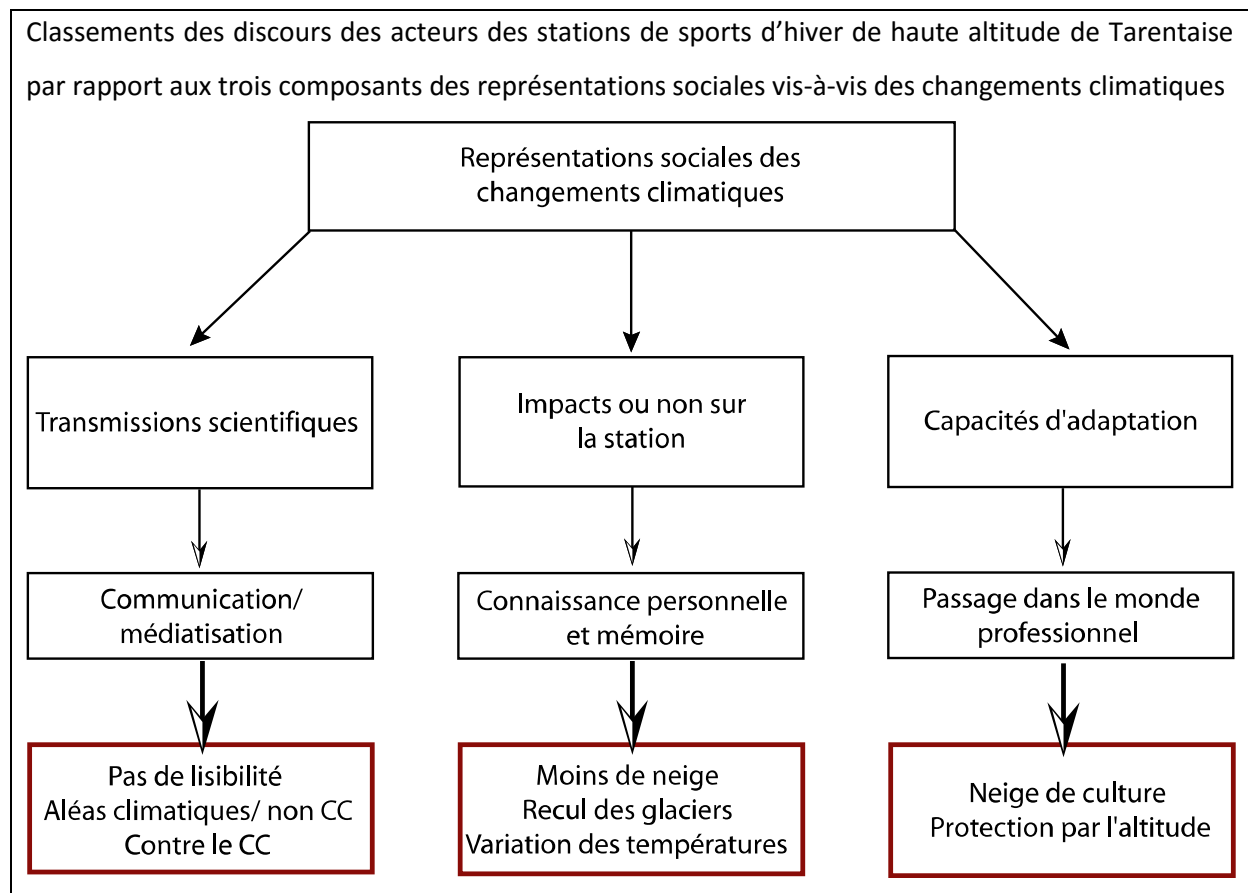 Classements des discours des acteurs des stations de sports d’hiver de haute altitude de Tarentaise
par rapport aux trois composants des représentations sociales vis-à-vis des changements climatiques
Représentations sociales des
changements climatiques
Transmissions scientifiques
Impacts ou non sur
la station
Capacités d'adaptation
Communication/
médiatisation
Connaissance personnelle
et mémoire
Passage dans le monde
professionnel
Pas de lisibilité
Aléas climatiques/ non CC
Contre le CC
Moins de neige
Recul des glaciers
Variation des températures
Neige de culture
Protection par l'altitude